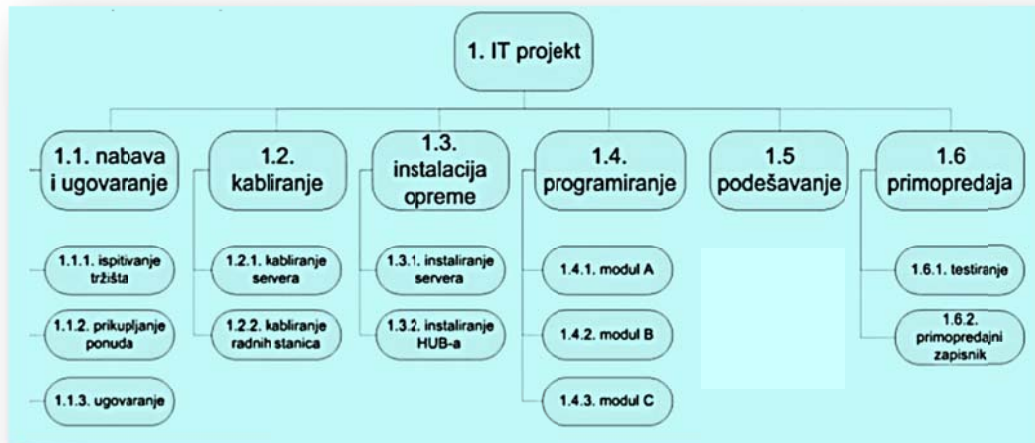 1. IT projekt
1.1. nabava
i ugovaranje
1.1.1. ispitivanje
tržišta
1.1.2. prikupljanje
ponuda
1.1.3. ugovaranje
1.2.
kabliranje
1.2.1. kabliranje
servera
1.2.2. kabliranje
radnih stanica
1.3.
instalacija
opreme
1.3.1. instaliranje
servera
1.3.2. instaliranje
HUB-a
1.4.
programiranje
1.4.1. modul A
1.4.2. modul B
1.4.3. modul C
1.5
podešavanje
1.6
primopredaja
1.6.1. testiranje
1.6.2.
primopredajni
zapisnik